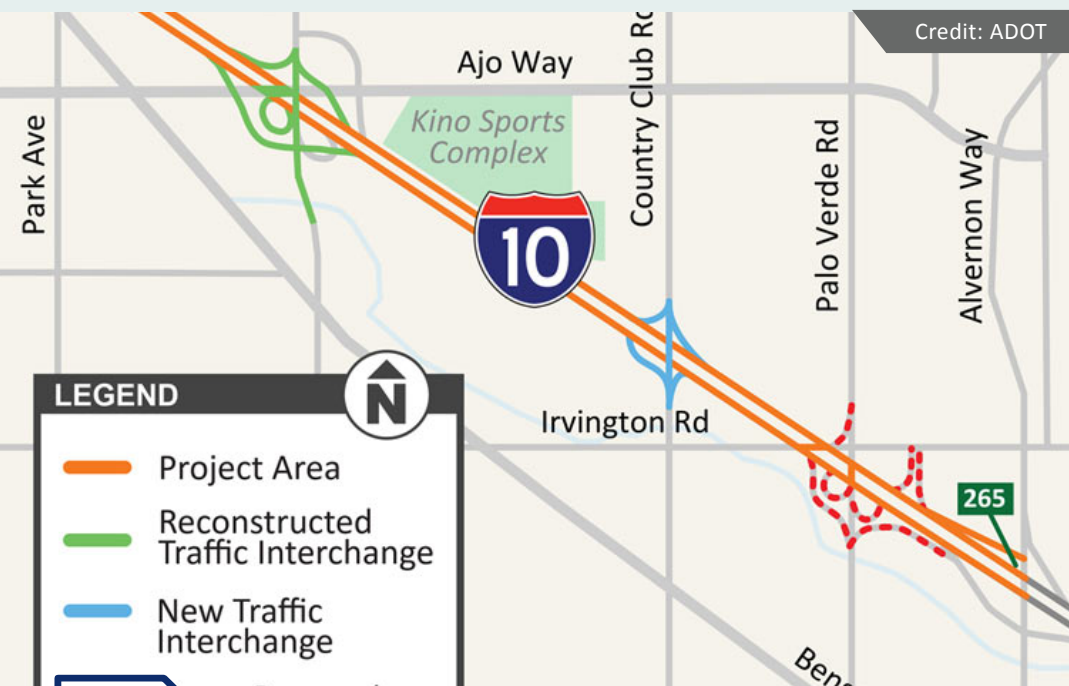 Credit: ADOT
Ajo Way
Country Club Rd
Kino Sports
Complex
Park Ave
Palo Verde Rd
Alvernon Way
10
LEGEND
N
Irvington Rd
Project Area
265
Reconstructed
Traffic Interchange
New Traffic
Interchange